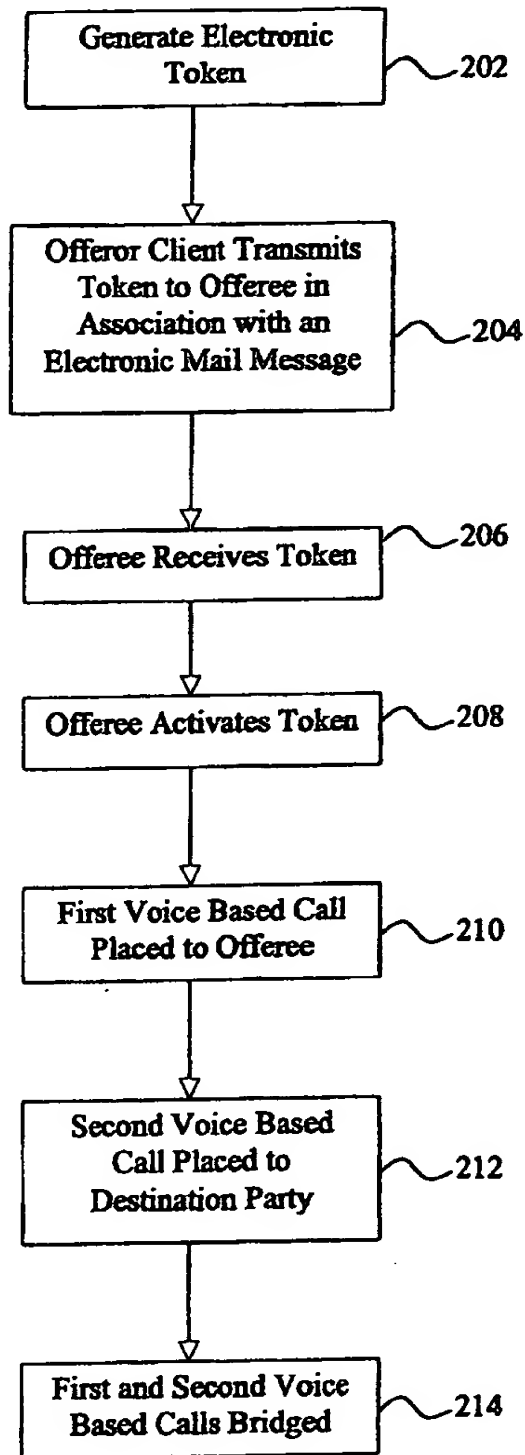 Generate Electronic
Token
202
Offeror Client Transmits
Token to Offeree in
Association with an
Electronic Mail Message
204
Offeree Receives Token
206
Offeree Activates Token
208
First Voice Based Call
Placed to Offeree
210
Second Voice Based
Call Placed to
Destination Party
212
First and Second Voice
Based Calls Bridged
214